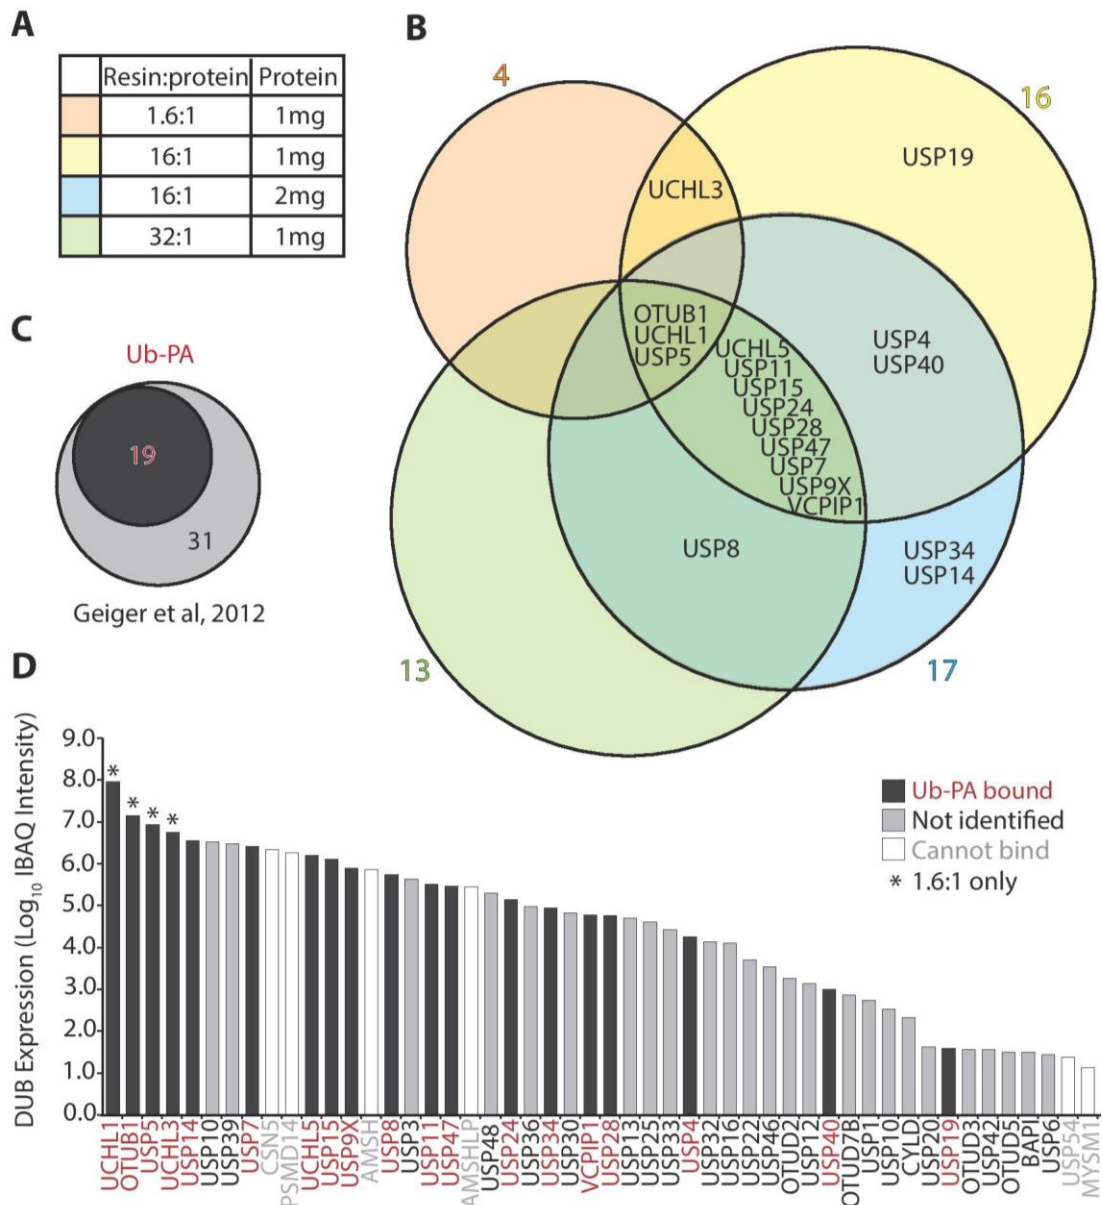 A
Resin:protein Protein
1.6:1 1mg
16:1 1mg
16:1 2mg
32:1 1mg
B
4
16
USP19
UCHL3
OTUB1
UCHL1
USP5
UCHL5
USP11
USP15
USP24
USP28
USP47
USP7
USP9X
VCPIP1
USP4
USP40
USP8
USP34
USP14
13
17
C
Ub-PA
19
31
Geiger et al, 2012
D
DUB Expression (Log10 IBAQ Intensity)
9.0
8.0
7.0
6.0
5.0
4.0
3.0
2.0
1.0
0.0
* * * *
Ub-PA bound
Not identified
Cannot bind
* 1.6:1 only
UCHL1
OTUB1
USP5
UCHL3
USP14
USP10
USP39
USP7
CSN5
PSMD14
UCHL5
USP15
USP9X
AMSH
USP8
USP3
USP11
USP47
AMSHLP
USP48
USP24
USP36
USP34
USP30
VCPIP1
USP28
USP13
USP25
USP33
USP4
USP32
USP16
USP22
USP46
OTUD2
USP12
USP40
OTUD7B
USP1
USP10
CYLD
USP20
USP19
OTUD3
USP42
OTUD5
BAPI
USP6
USP54
MYSM1